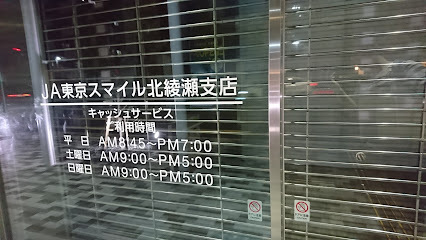 JA東京スマイル北綾瀬支店
キャッシュサービス
ご利用時間
平 日 AM8:45~PM7:00
土曜日 AM9:00~PM5:00
日曜日 AM9:00~PM5:00